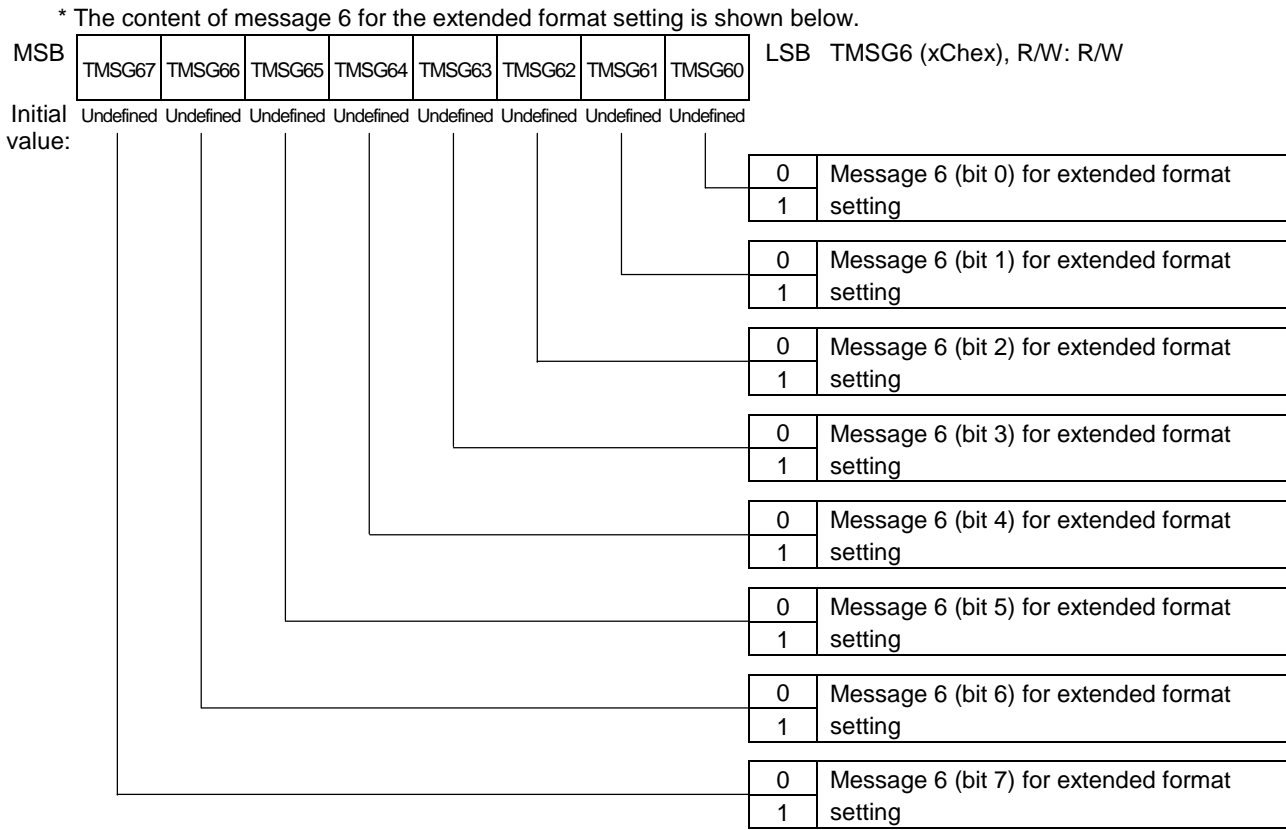 * The content of message 6 for the extended format setting is shown below.
MSB TMSG67 TMSG66 TMSG65 TMSG64 TMSG63 TMSG62 TMSG61 TMSG60 LSB TMSG6 (xChex), R/W: R/W
Initial value: Undefined Undefined Undefined Undefined Undefined Undefined Undefined Undefined
0 Message 6 (bit 0) for extended format
1 setting
0 Message 6 (bit 1) for extended format
1 setting
0 Message 6 (bit 2) for extended format
1 setting
0 Message 6 (bit 3) for extended format
1 setting
0 Message 6 (bit 4) for extended format
1 setting
0 Message 6 (bit 5) for extended format
1 setting
0 Message 6 (bit 6) for extended format
1 setting
0 Message 6 (bit 7) for extended format
1 setting